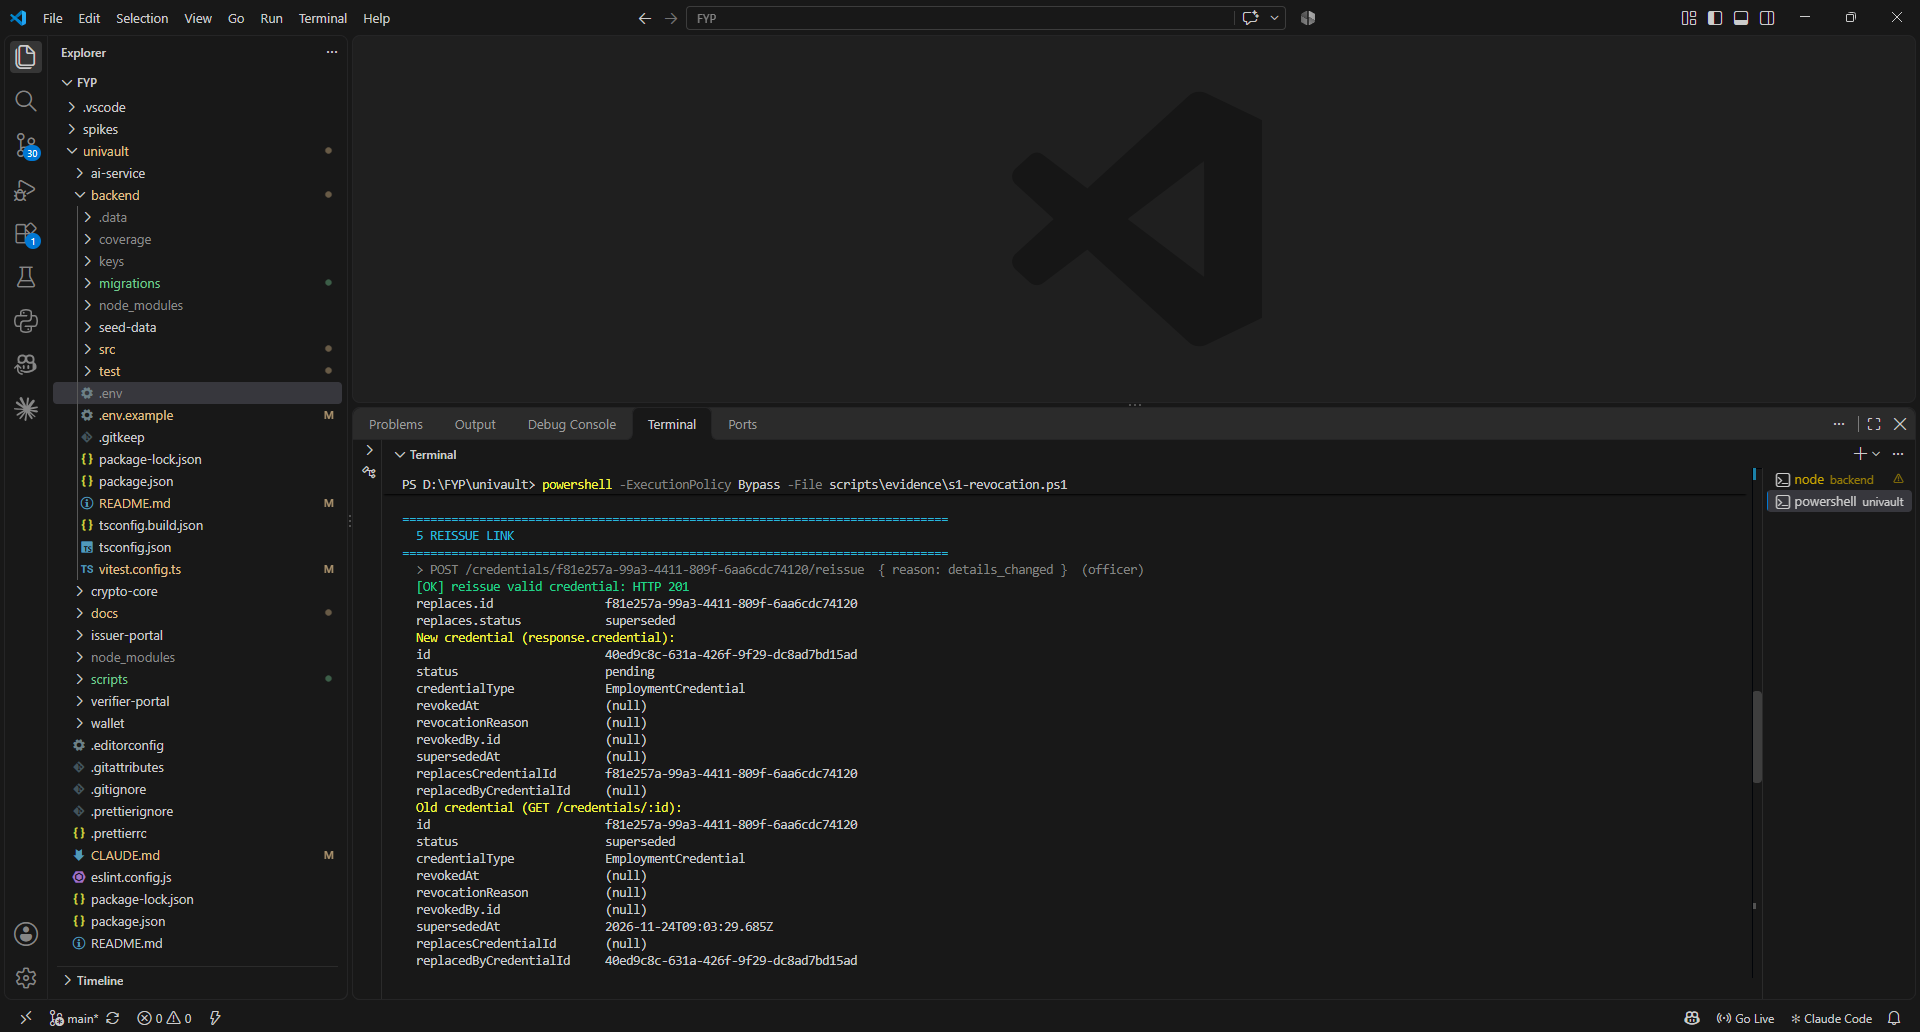 File Edit Selection View Go Run Terminal Help
FYP
Explorer
FYP
.vscode
spikes
univault
ai-service
backend
.data
coverage
keys
migrations
node_modules
seed-data
src
test
.env
.env.example M
.gitkeep
{} package-lock.json
{} package.json
README.md M
{} tsconfig.build.json
TS tsconfig.json
TS vitest.config.ts M
crypto-core
docs
issuer-portal
node_modules
scripts
verifier-portal
wallet
.editorconfig
.gitattributes
.gitignore
.prettierignore
{} .prettierrc
CLAUDE.md M
eslint.config.js
{} package-lock.json
{} package.json
README.md
Timeline
30
1
Problems Output Debug Console Terminal Ports
Terminal
PS D:\FYP\univault> powershell -ExecutionPolicy Bypass -File scripts\evidence\s1-revocation.ps1
==============================================================================
5 REISSUE LINK
==============================================================================
> POST /credentials/f81e257a-99a3-4411-809f-6aa6cdc74120/reissue { reason: details_changed } (officer)
[OK] reissue valid credential: HTTP 201
replaces.id f81e257a-99a3-4411-809f-6aa6cdc74120
replaces.status superseded
New credential (response.credential):
id 40ed9c8c-631a-426f-9f29-dc8ad7bd15ad
status pending
credentialType EmploymentCredential
revokedAt (null)
revocationReason (null)
revokedBy.id (null)
supersededAt (null)
replacesCredentialId f81e257a-99a3-4411-809f-6aa6cdc74120
replacedByCredentialId (null)
Old credential (GET /credentials/:id):
id f81e257a-99a3-4411-809f-6aa6cdc74120
status superseded
credentialType EmploymentCredential
revokedAt (null)
revocationReason (null)
revokedBy.id (null)
supersededAt 2026-11-24T09:03:29.685Z
replacesCredentialId (null)
replacedByCredentialId 40ed9c8c-631a-426f-9f29-dc8ad7bd15ad
node backend
powershell univault
main* 0 0
Go Live Claude Code